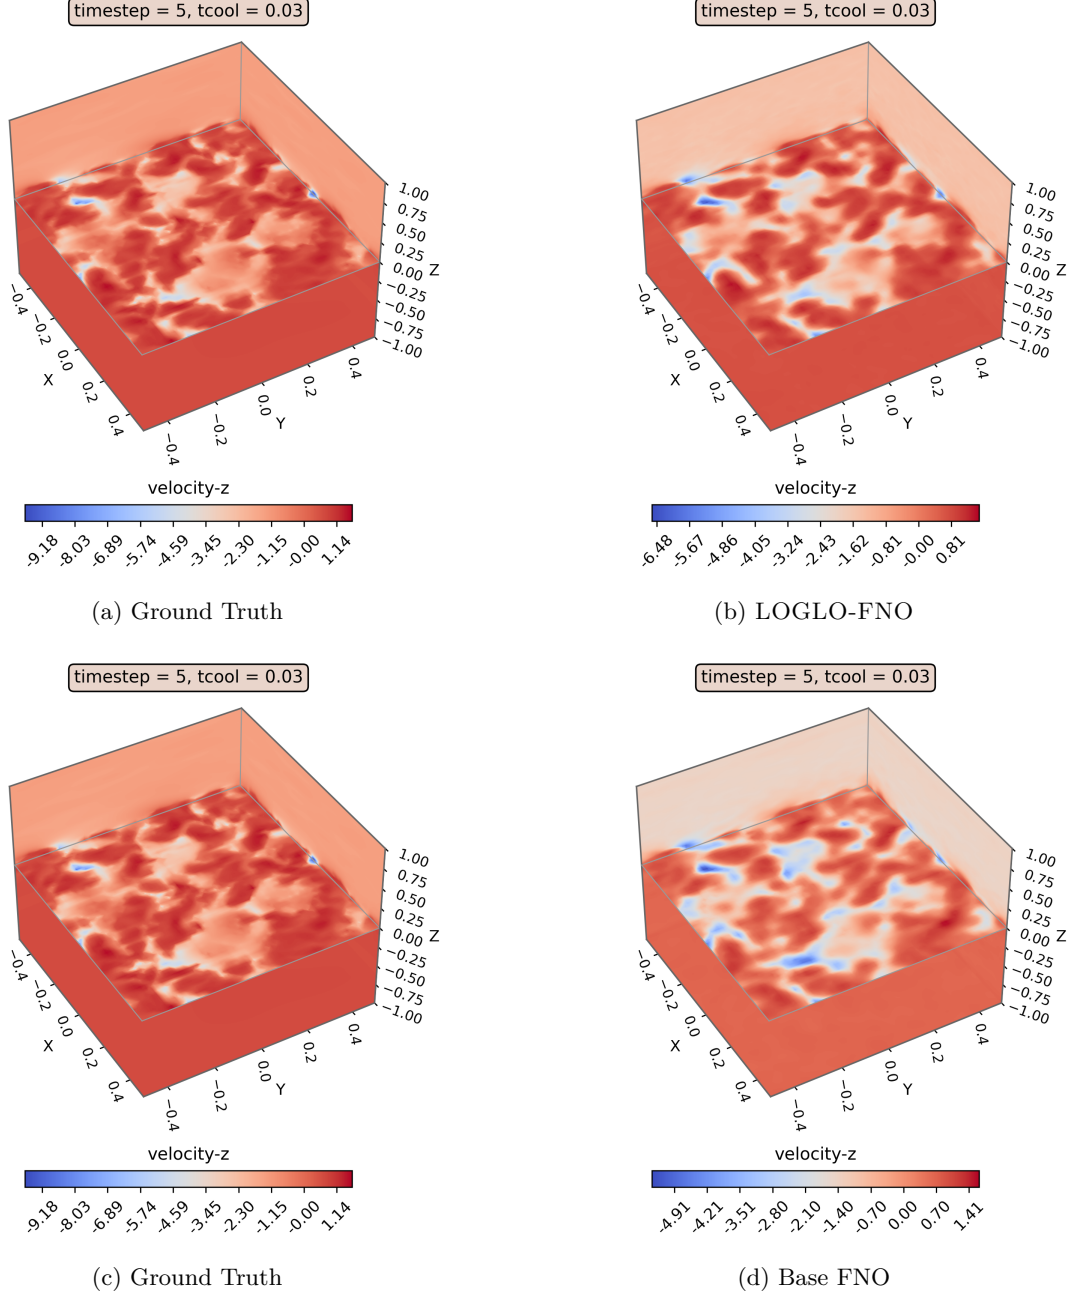 timestep = 5, tcool = 0.03
1.00
0.75
0.50
0.25
0.00
−0.25
−0.50
−0.75
−1.00
Z
−0.4
−0.2
0.0
0.2
0.4
X
−0.4
−0.2
0.0
0.2
0.4
Y
velocity-z
-9.18 -8.03 -6.89 -5.74 -4.59 -3.45 -2.30 -1.15 -0.00 1.14
(a) Ground Truth
timestep = 5, tcool = 0.03
1.00
0.75
0.50
0.25
0.00
−0.25
−0.50
−0.75
−1.00
Z
−0.4
−0.2
0.0
0.2
0.4
X
−0.4
−0.2
0.0
0.2
0.4
Y
velocity-z
-6.48 -5.67 -4.86 -4.05 -3.24 -2.43 -1.62 -0.81 -0.00 0.81
(b) LOGLO-FNO
timestep = 5, tcool = 0.03
1.00
0.75
0.50
0.25
0.00
−0.25
−0.50
−0.75
−1.00
Z
−0.4
−0.2
0.0
0.2
0.4
X
−0.4
−0.2
0.0
0.2
0.4
Y
velocity-z
-9.18 -8.03 -6.89 -5.74 -4.59 -3.45 -2.30 -1.15 -0.00 1.14
(c) Ground Truth
timestep = 5, tcool = 0.03
1.00
0.75
0.50
0.25
0.00
−0.25
−0.50
−0.75
−1.00
Z
−0.4
−0.2
0.0
0.2
0.4
X
−0.4
−0.2
0.0
0.2
0.4
Y
velocity-z
-4.91 -4.21 -3.51 -2.80 -2.10 -1.40 -0.70 0.00 0.70 1.41
(d) Base FNO